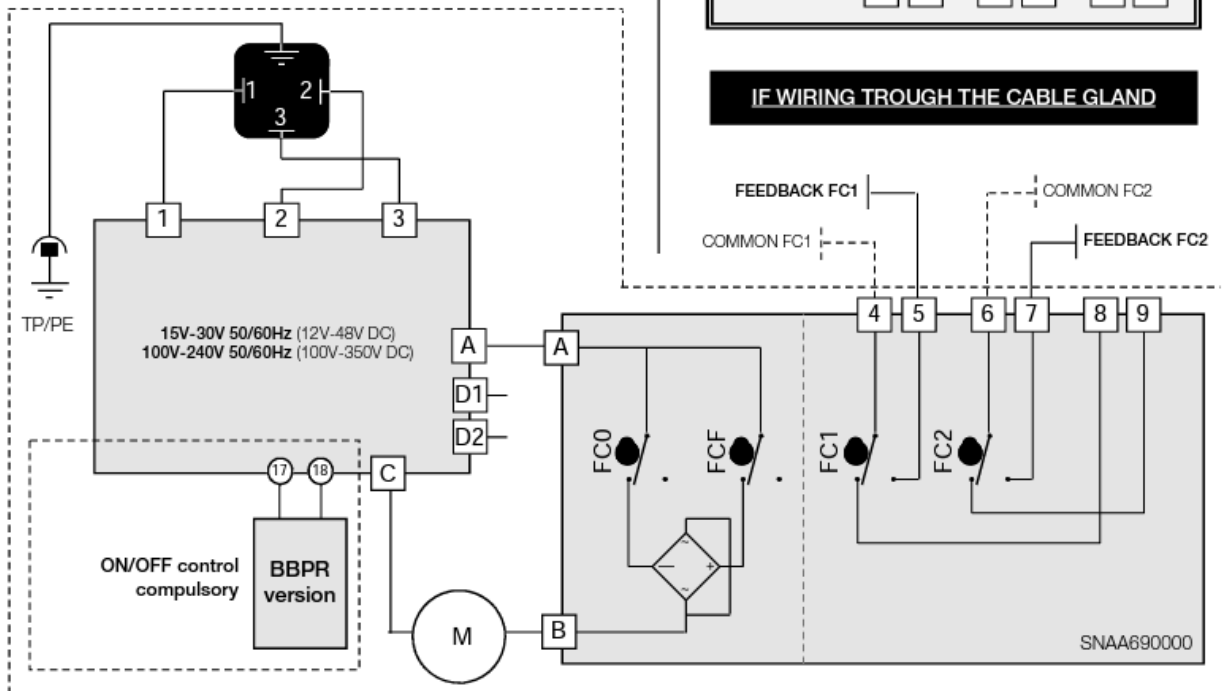 IF WIRING TROUGH THE CABLE GLAND
1
2
3
FEEDBACK FC1
COMMON FC2
COMMON FC1
FEEDBACK FC2
1
2
3
TP/PE
15V-30V 50/60Hz (12V-48V DC)
100V-240V 50/60Hz (100V-350V DC)
A
D1
D2
C
17
18
ON/OFF control
compulsory
BBPR
version
M
A
B
4
5
6
7
8
9
FC0
FCF
FC1
FC2
~
–
+
~
SNAA690000